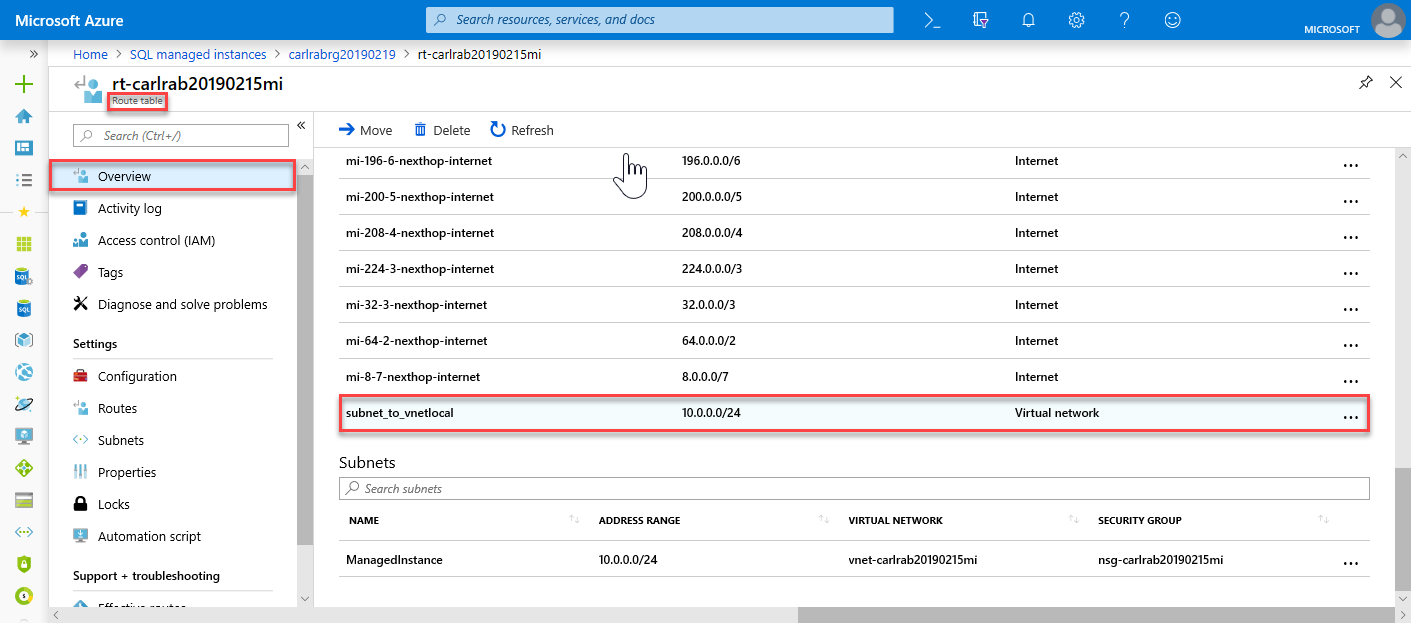 Microsoft Azure
Search resources, services, and docs
MICROSOFT
Home > SQL managed instances > carlrabrg20190219 > rt-carlrab20190215mi
rt-carlrab20190215mi
Route table
Search (Ctrl+/)
Overview
Activity log
Access control (IAM)
Tags
Diagnose and solve problems
Settings
Configuration
Routes
Subnets
Properties
Locks
Automation script
Support + troubleshooting
Effective routes
Move Delete Refresh
mi-196-6-nexthop-internet 196.0.0.0/6 Internet ...
mi-200-5-nexthop-internet 200.0.0.0/5 Internet ...
mi-208-4-nexthop-internet 208.0.0.0/4 Internet ...
mi-224-3-nexthop-internet 224.0.0.0/3 Internet ...
mi-32-3-nexthop-internet 32.0.0.0/3 Internet ...
mi-64-2-nexthop-internet 64.0.0.0/2 Internet ...
mi-8-7-nexthop-internet 8.0.0.0/7 Internet ...
subnet_to_vnetlocal 10.0.0.0/24 Virtual network ...
Subnets
Search subnets
NAME ADDRESS RANGE VIRTUAL NETWORK SECURITY GROUP
ManagedInstance 10.0.0.0/24 vnet-carlrab20190215mi nsg-carlrab20190215mi ...